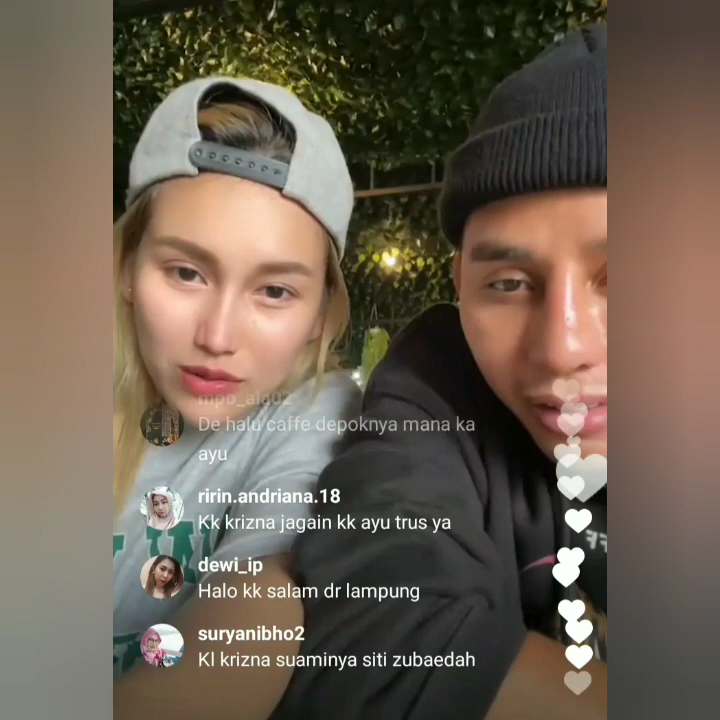 mpo_ala02
De halu caffe depoknya mana ka
ayu
ririn.andriana.18
Kk krizna jagain kk ayu trus ya
dewi_ip
Halo kk salam dr lampung
suryanibho2
Kl krizna suaminya siti zubaedah